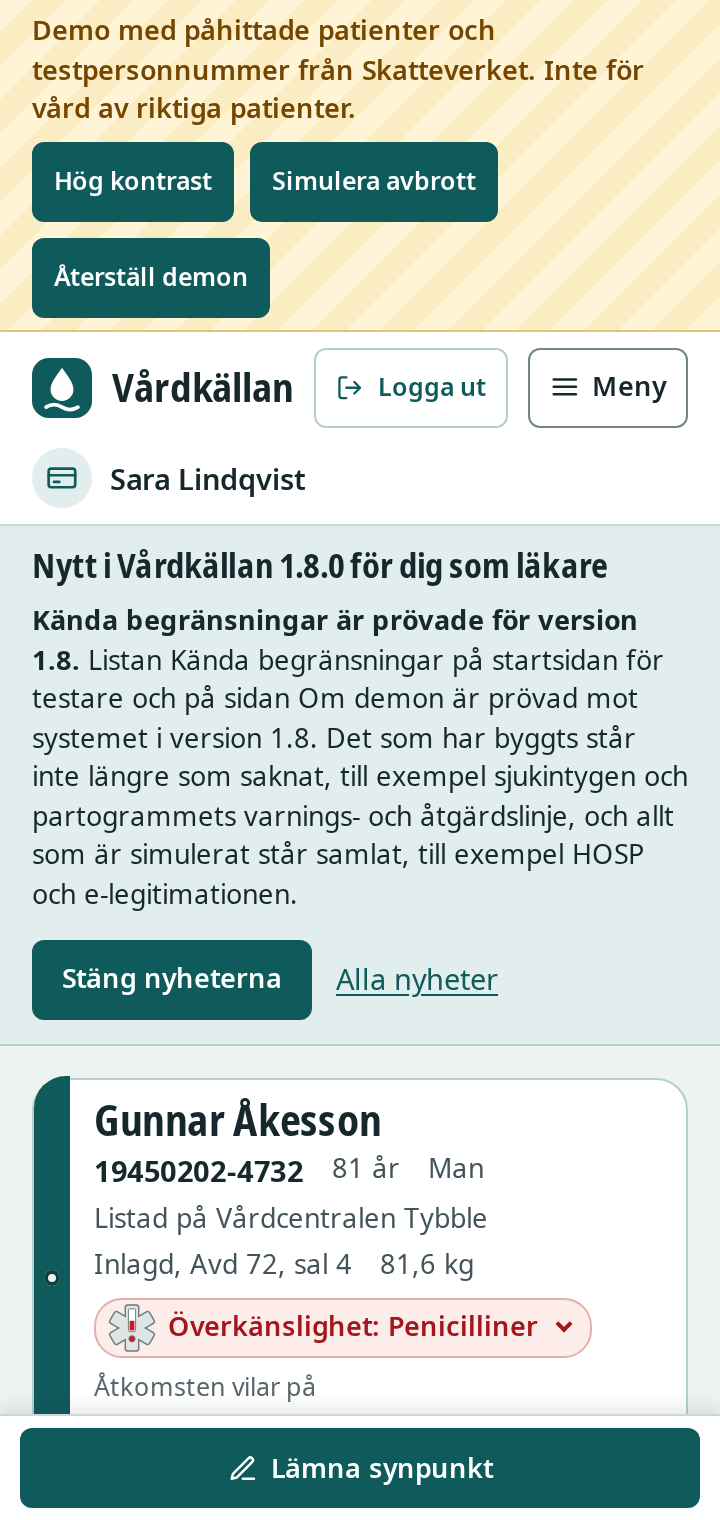 Demo med påhittade patienter och
testpersonnummer från Skatteverket. Inte för
vård av riktiga patienter.
Hög kontrast
Simulera avbrott
Återställ demon
Vårdkällan
Logga ut
Meny
Sara Lindqvist
Nytt i Vårdkällan 1.8.0 för dig som läkare
Kända begränsningar är prövade för version
1.8. Listan Kända begränsningar på startsidan för
testare och på sidan Om demon är prövad mot
systemet i version 1.8. Det som har byggts står
inte längre som saknat, till exempel sjukintygen och
partogrammets varnings- och åtgärdslinje, och allt
som är simulerat står samlat, till exempel HOSP
och e-legitimationen.
Stäng nyheterna
Alla nyheter
Gunnar Åkesson
19450202-4732 81 år Man
Listad på Vårdcentralen Tybble
Inlagd, Avd 72, sal 4 81,6 kg
Överkänslighet: Penicilliner
Åtkomsten vilar på
Lämna synpunkt